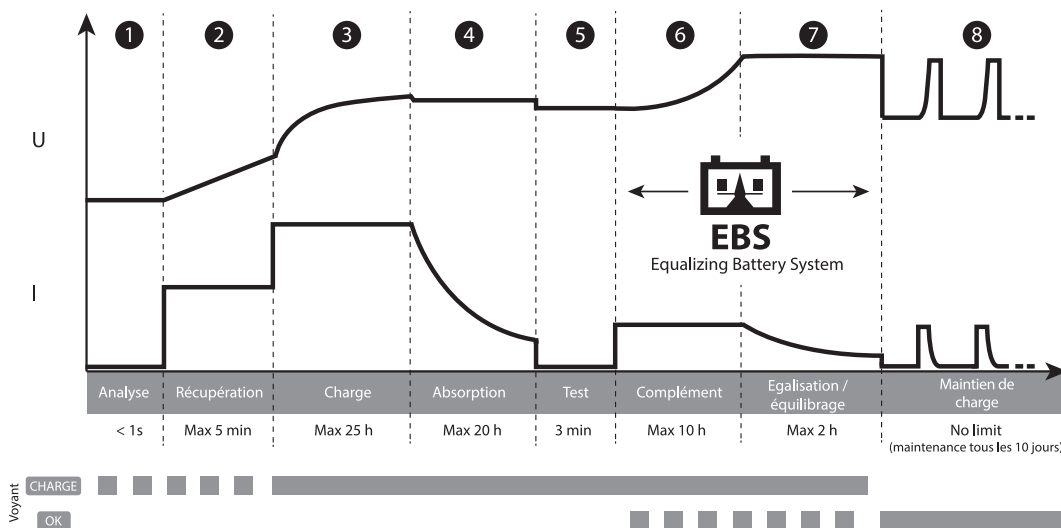 1 2 3 4 5 6 7 8
U
EBS
Equalizing Battery System
I
Analyse Récupération Charge Absorption Test Complément Egalisation / équilibrage Maintien de charge
< 1s Max 5 min Max 25 h Max 20 h 3 min Max 10 h Max 2 h No limit
(maintenance tous les 10 jours)
Voyant
CHARGE
OK